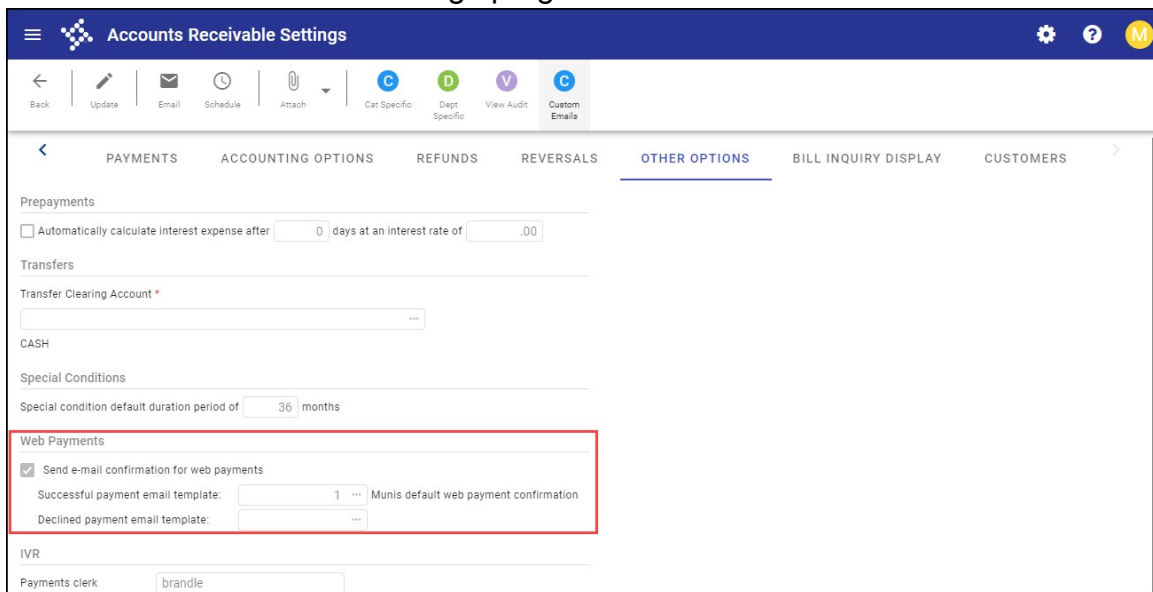 Accounts Receivable Settings
M
Back
Update
Email
Schedule
Attach
C
Cat Specific
D
Dept
Specific
V
View Audit
C
Custom
Emails
PAYMENTS ACCOUNTING OPTIONS REFUNDS REVERSALS OTHER OPTIONS BILL INQUIRY DISPLAY CUSTOMERS
Prepayments
Automatically calculate interest expense after 0 days at an interest rate of .00
Transfers
Transfer Clearing Account *
...
CASH
Special Conditions
Special condition default duration period of 36 months
Web Payments
Send e-mail confirmation for web payments
Successful payment email template: 1 ... Munis default web payment confirmation
Declined payment email template: ...
IVR
Payments clerk brandle